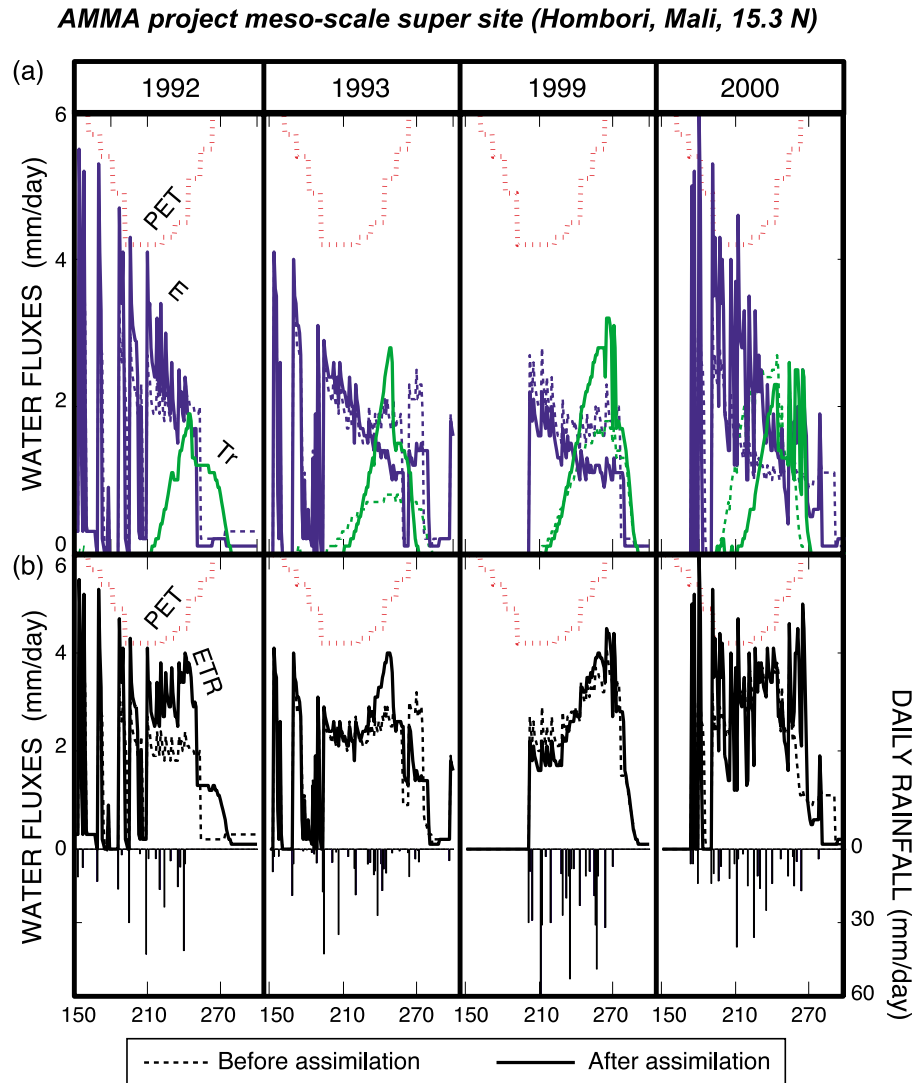 AMMA project meso-scale super site (Hombori, Mali, 15.3 N)
(a)
1992 1993 1999 2000
WATER FLUXES (mm/day)
6
4
2
0
PET
E
Tr
(b)
WATER FLUXES (mm/day)
6
4
2
0
PET
ETR
DAILY RAINFALL (mm/day)
0
30
60
150 210 270 150 210 270 150 210 270 150 210 270
Before assimilation After assimilation